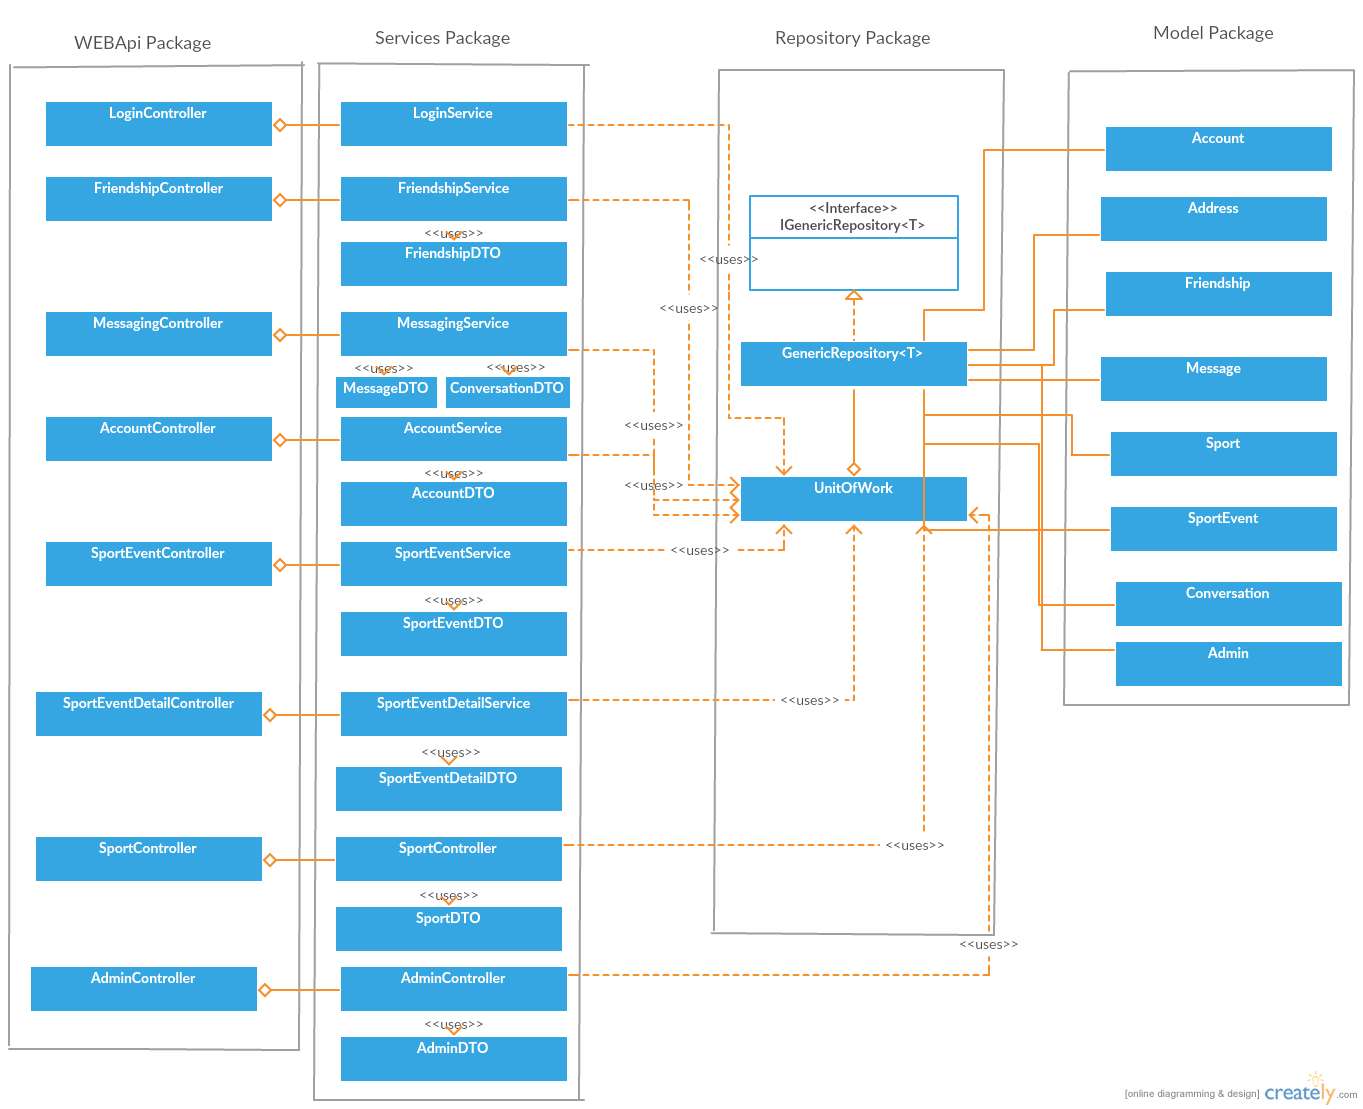 WEBApi Package
Services Package
Repository Package
Model Package
LoginController
FriendshipController
MessagingController
AccountController
SportEventController
SportEventDetailController
SportController
AdminController
LoginService
FriendshipService
<<uses>>
FriendshipDTO
MessagingService
<<uses>>
<<uses>>
MessageDTO
ConversationDTO
AccountService
<<uses>>
AccountDTO
SportEventService
<<uses>>
SportEventDTO
SportEventDetailService
<<uses>>
SportEventDetailDTO
SportController
<<uses>>
SportDTO
AdminController
<<uses>>
AdminDTO
<<uses>>
<<uses>>
<<uses>>
<<uses>>
<<uses>>
<<uses>>
<<uses>>
<<uses>>
<<Interface>>
IGenericRepository<T>
GenericRepository<T>
UnitOfWork
Account
Address
Friendship
Message
Sport
SportEvent
Conversation
Admin
[online diagramming & design] creately.com